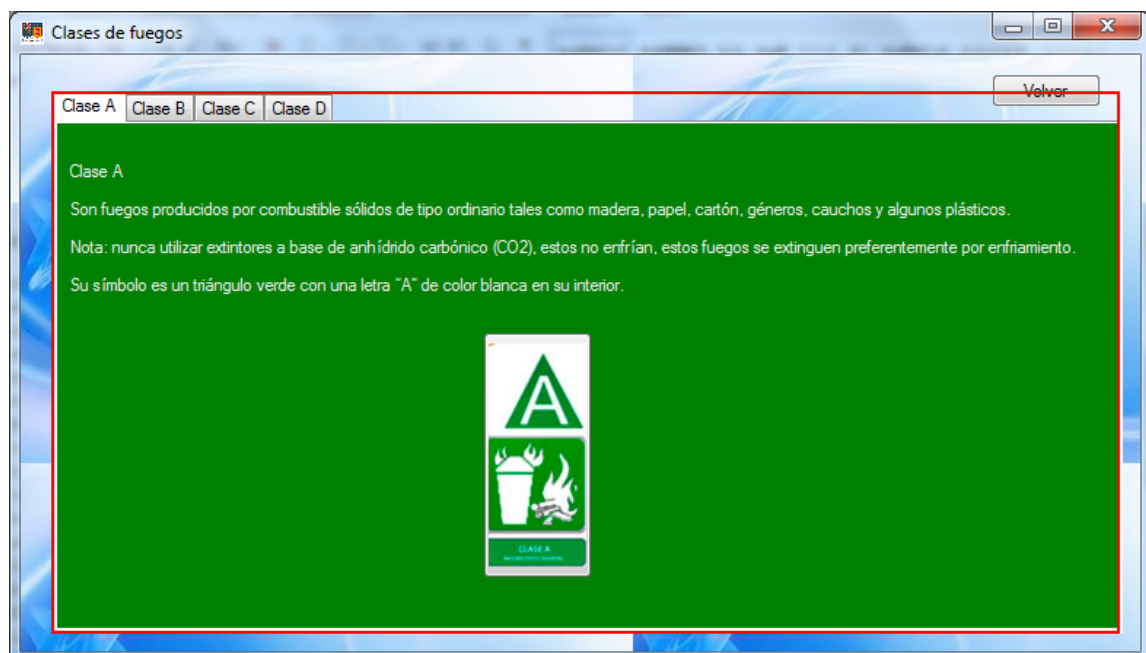 Clases de fuegos
Volver
Clase A Clase B Clase C Clase D
Clase A
Son fuegos producidos por combustible sólidos de tipo ordinario tales como madera, papel, cartón, géneros, cauchos y algunos plásticos.
Nota: nunca utilizar extintores a base de anhídrido carbónico (CO2), estos no enfrían, estos fuegos se extinguen preferentemente por enfriamiento.
Su símbolo es un triángulo verde con una letra "A" de color blanca en su interior.
A
CLASE A